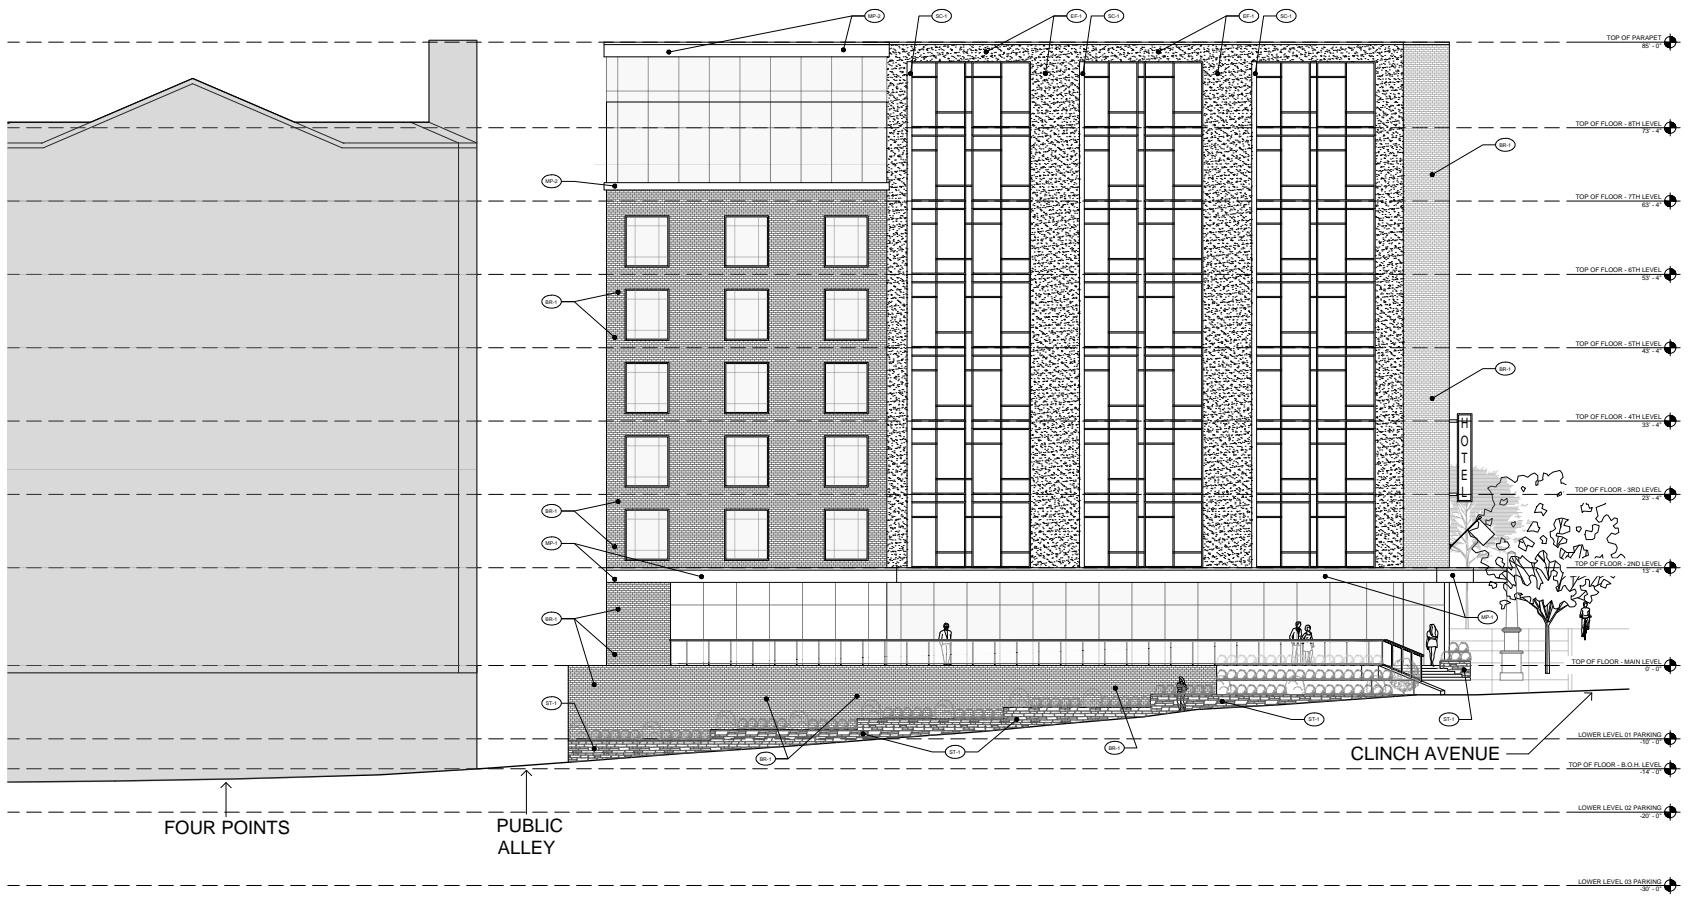 MP-2
SC-1
EF-1
SC-1
EF-1
SC-1
TOP OF PARAPET
85' - 0"
TOP OF FLOOR - 8TH LEVEL
73' - 4"
BR-1
MP-2
TOP OF FLOOR - 7TH LEVEL
63' - 4"
TOP OF FLOOR - 6TH LEVEL
53' - 4"
BR-1
TOP OF FLOOR - 5TH LEVEL
43' - 4"
BR-1
TOP OF FLOOR - 4TH LEVEL
33' - 4"
HOTEL
TOP OF FLOOR - 3RD LEVEL
23' - 4"
BR-1
MP-1
TOP OF FLOOR - 2ND LEVEL
13' - 4"
BR-1
MP-1
TOP OF FLOOR - MAIN LEVEL
0' - 0"
ST-1
ST-1
ST-1
BR-1
ST-1
BR-1
LOWER LEVEL 01 PARKING
-10' - 0"
CLINCH AVENUE
TOP OF FLOOR - B.O.H. LEVEL
-14' - 0"
LOWER LEVEL 02 PARKING
-20' - 0"
FOUR POINTS
PUBLIC
ALLEY
LOWER LEVEL 03 PARKING
-30' - 0"